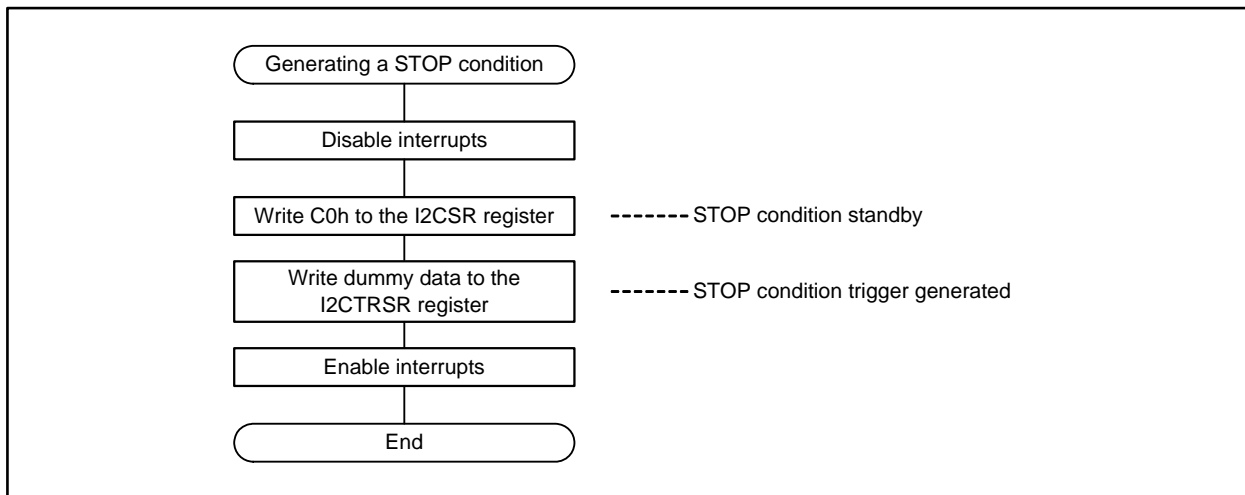 Generating a STOP condition
Disable interrupts
Write C0h to the I2CSR register
STOP condition standby
Write dummy data to the
I2CTRSR register
STOP condition trigger generated
Enable interrupts
End